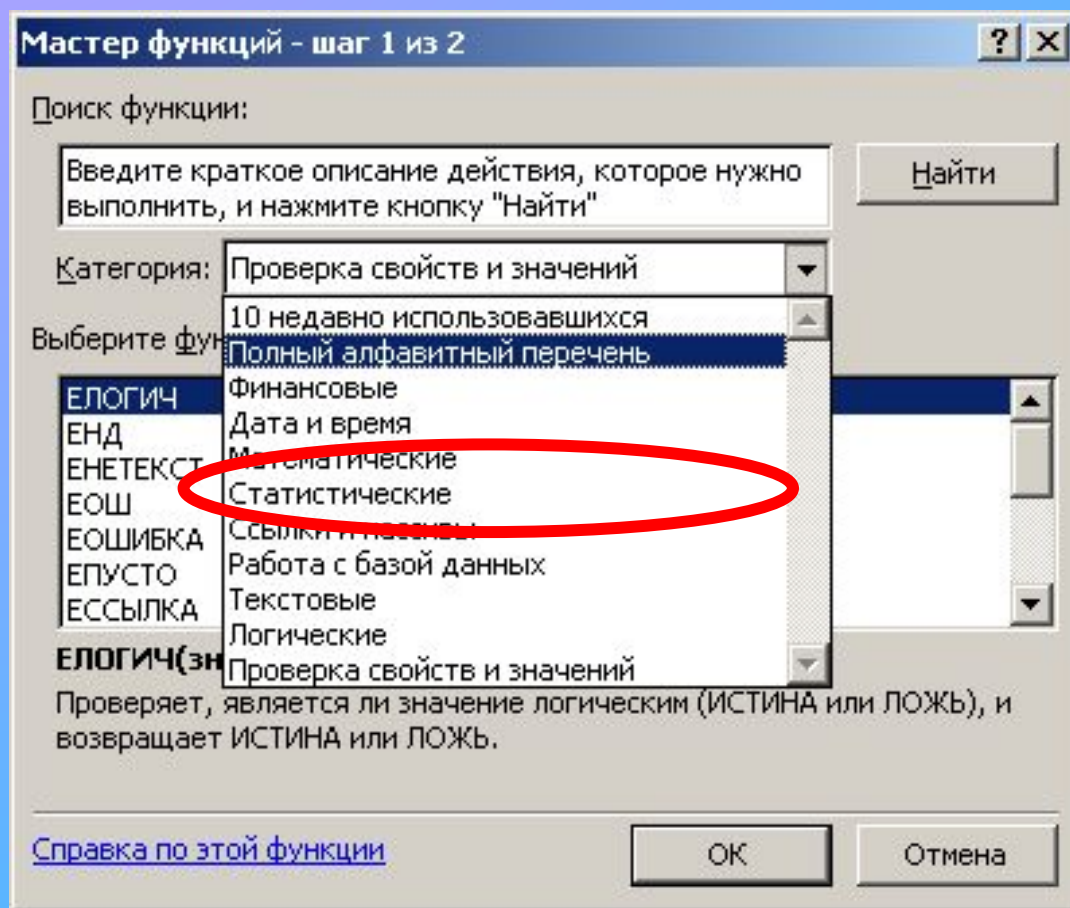 Мастер функций - шаг 1 из 2
Поиск функции:
Введите краткое описание действия, которое нужно
выполнить, и нажмите кнопку "Найти"
Найти
Категория: Проверка свойств и значений
10 недавно использовавшихся
Выберите
Полный алфавитный перечень
Финансовые
Дата и время
Математические
Статистические
Ссылки и массивы
Работа с базой данных
Текстовые
Логические
Проверка свойств и значений
ЕЛОГИЧ
ЕНД
ЕНЕТЕКСТ
ЕОШ
ЕОШИБКА
ЕПУСТО
ЕССЫЛКА
ЕЛОГИЧ(зн
Проверяет, является ли значение логическим (ИСТИНА или ЛОЖЬ), и
возвращает ИСТИНА или ЛОЖЬ.
Справка по этой функции
ОК
Отмена